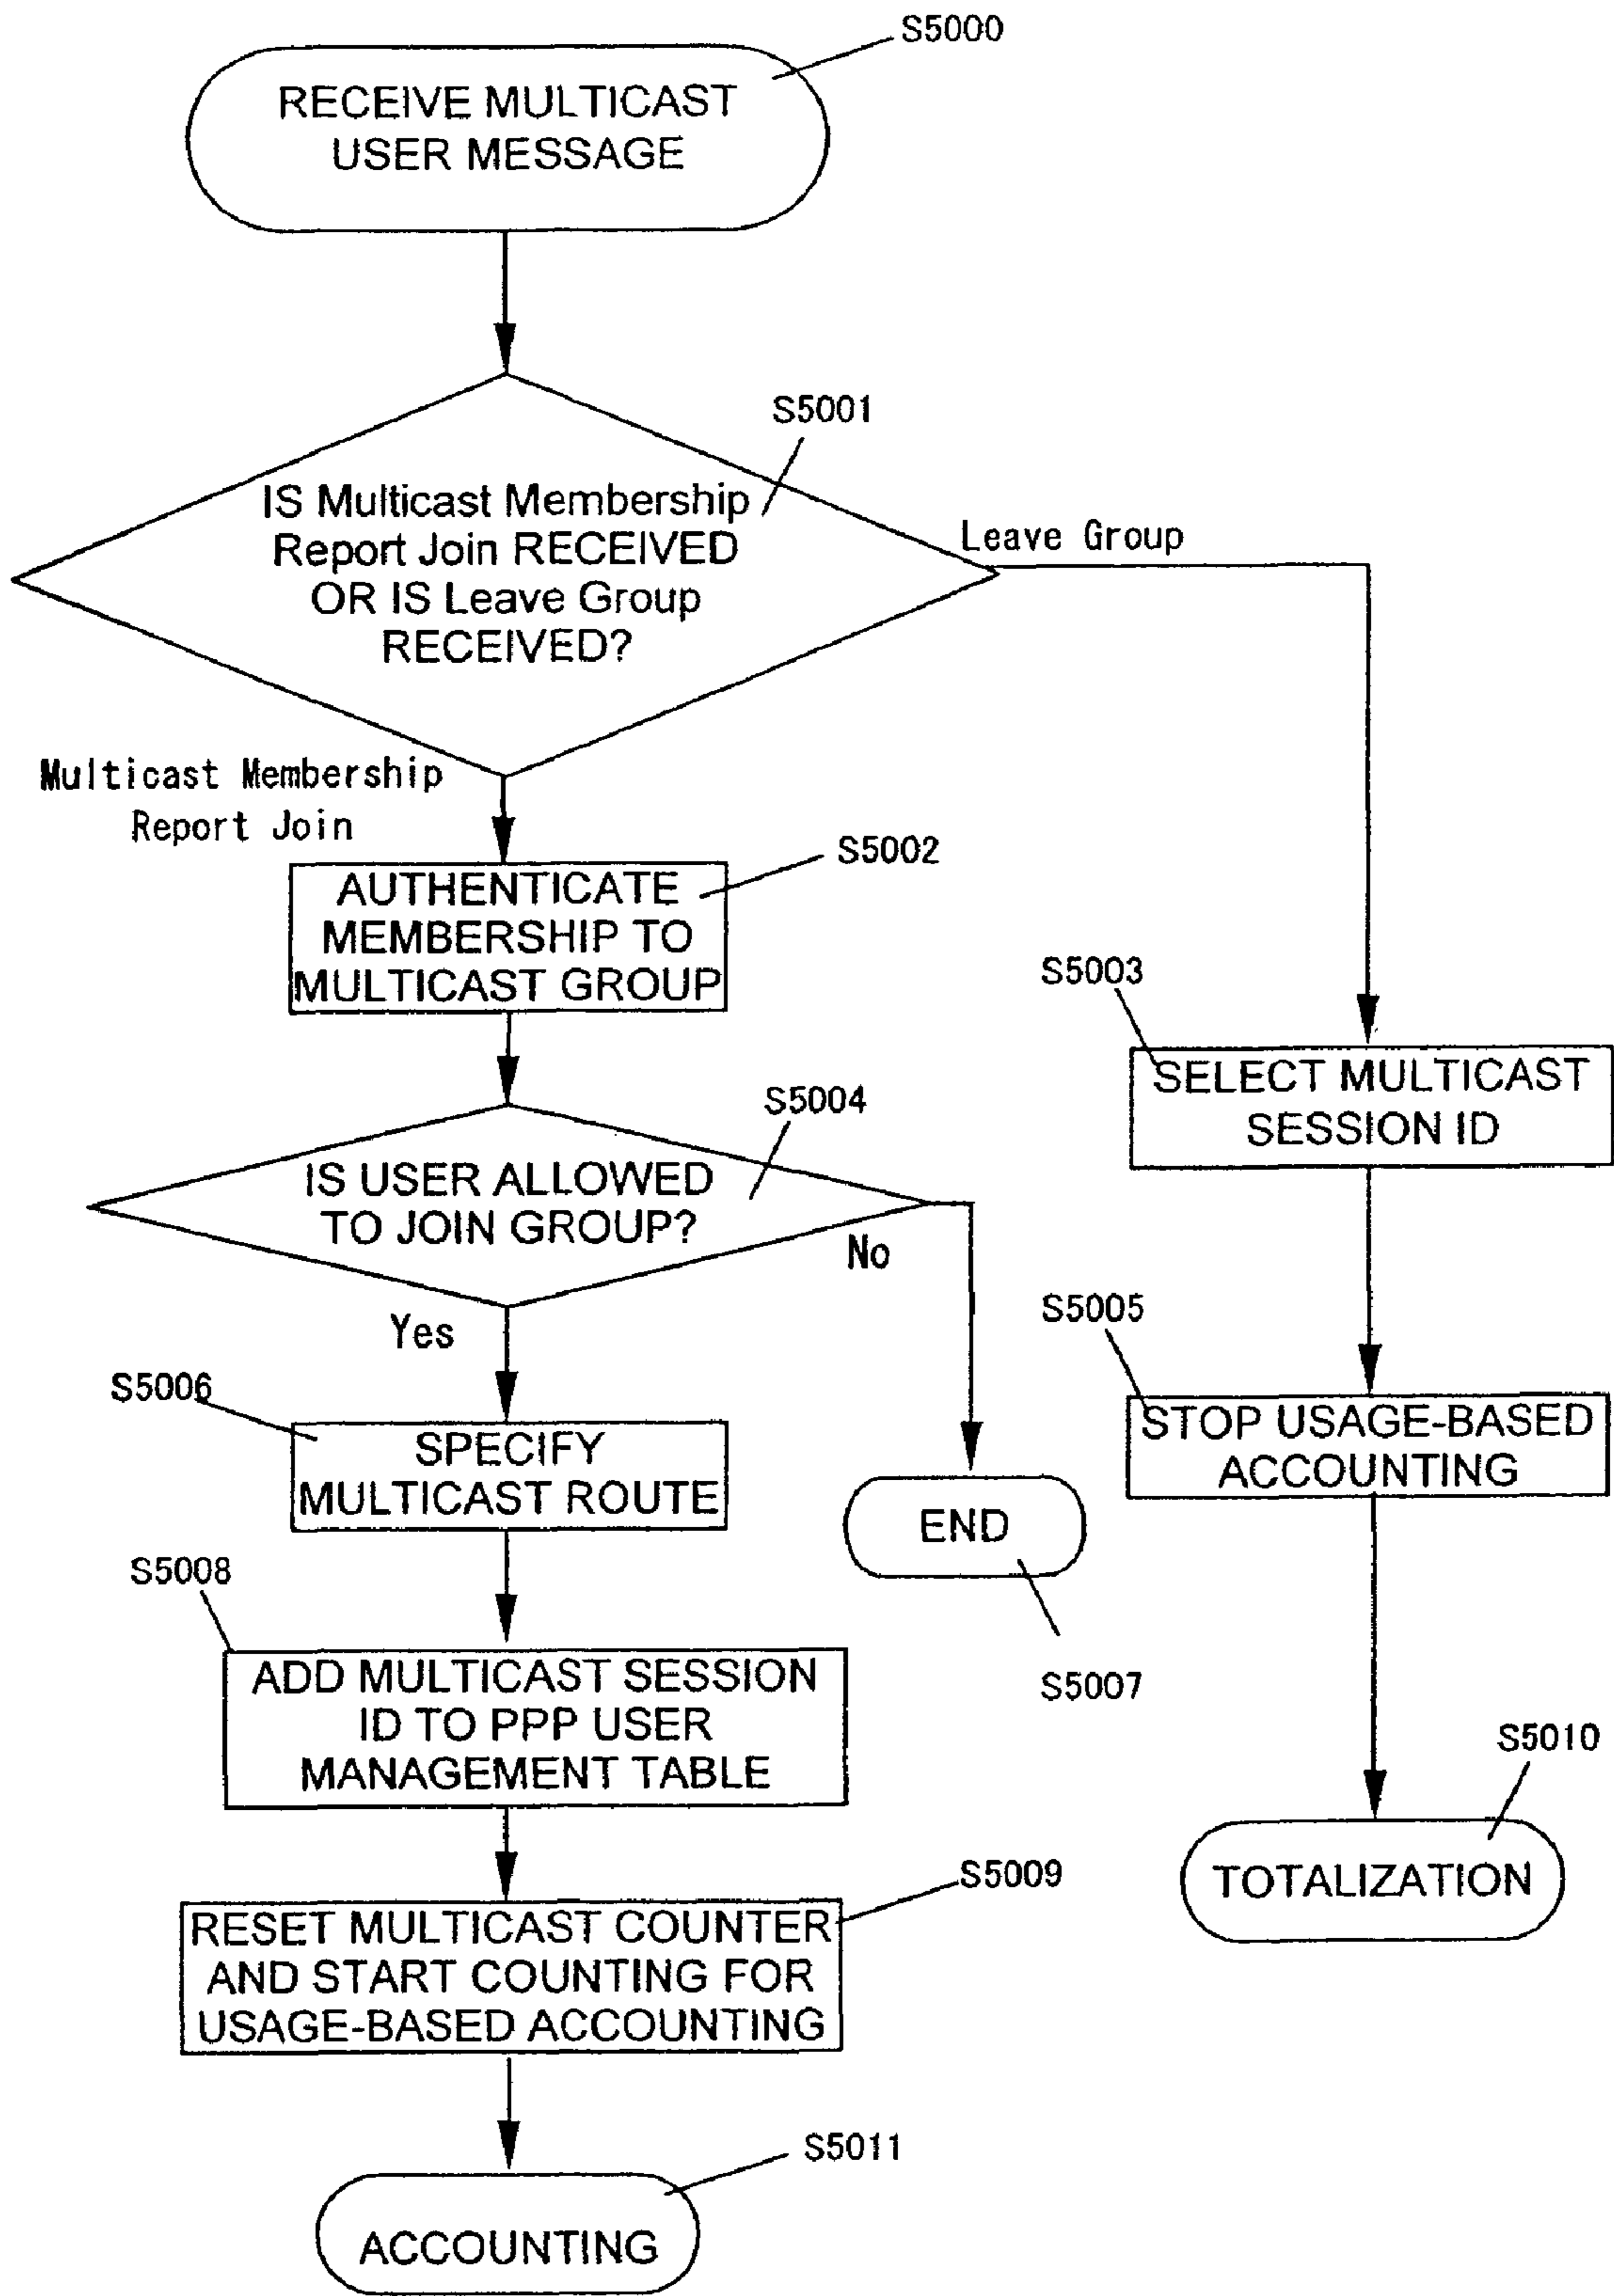 S5000
RECEIVE MULTICAST
USER MESSAGE
S5001
IS Multicast Membership
Report Join RECEIVED
OR IS Leave Group
RECEIVED?
Leave Group
Multicast Membership
Report Join
S5002
AUTHENTICATE
MEMBERSHIP TO
MULTICAST GROUP
S5003
SELECT MULTICAST
SESSION ID
S5004
IS USER ALLOWED
TO JOIN GROUP?
No
Yes
S5005
STOP USAGE-BASED
ACCOUNTING
S5006
SPECIFY
MULTICAST ROUTE
END
S5007
S5008
ADD MULTICAST SESSION
ID TO PPP USER
MANAGEMENT TABLE
S5010
TOTALIZATION
S5009
RESET MULTICAST COUNTER
AND START COUNTING FOR
USAGE-BASED ACCOUNTING
S5011
ACCOUNTING